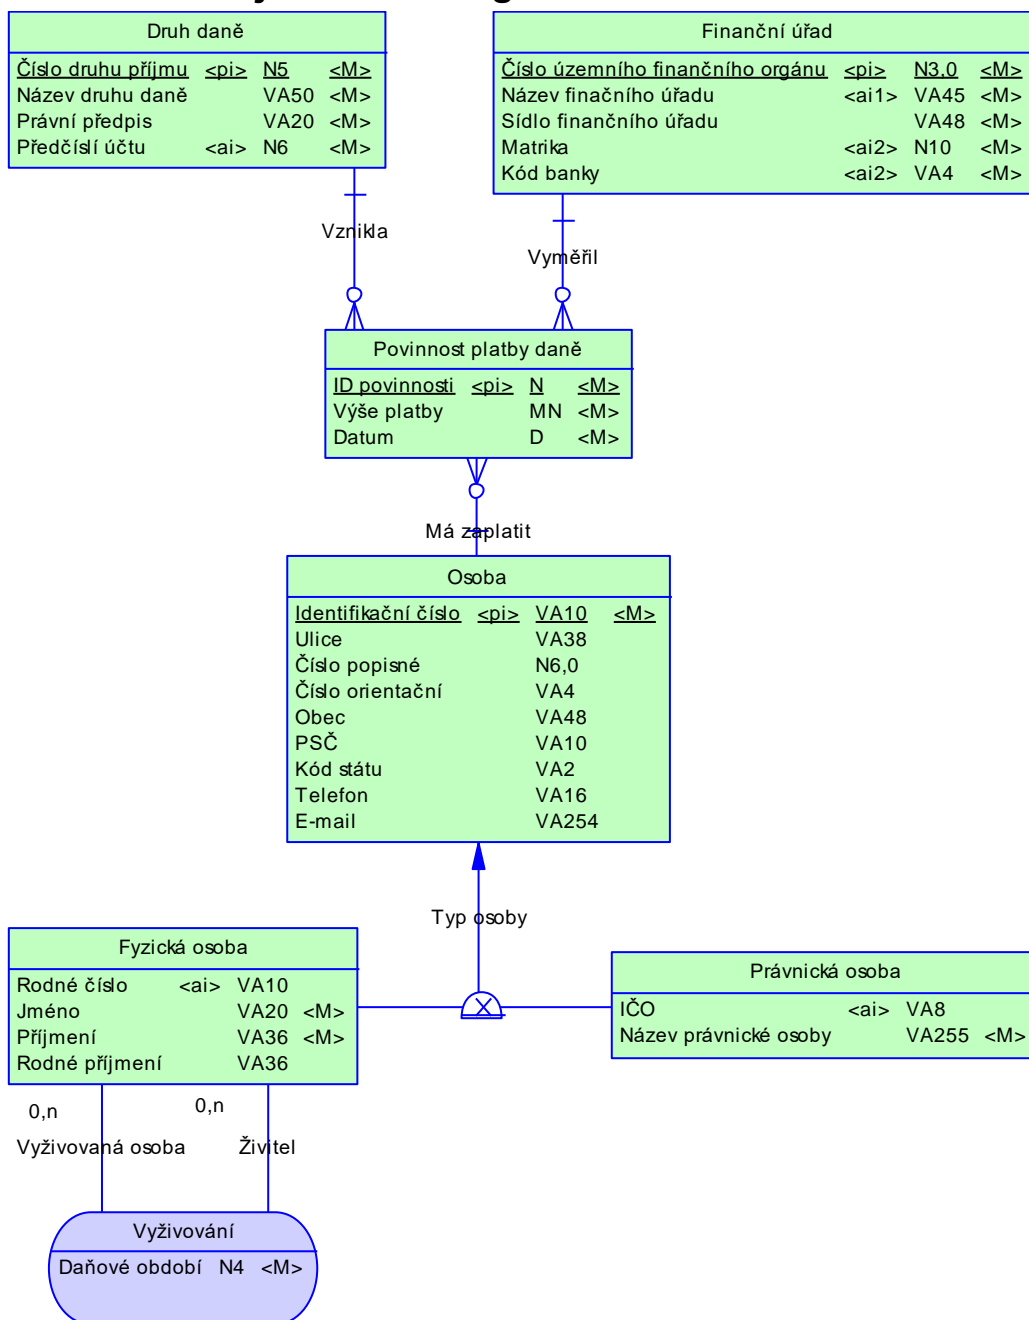 Druh daně
Číslo druhu příjmu <pi> N5 <M>
Název druhu daně VA50 <M>
Právní předpis VA20 <M>
Předčíslí účtu <ai> N6 <M>
Finanční úřad
Číslo územního finančního orgánu <pi> N3,0 <M>
Název finačního úřadu <ai1> VA45 <M>
Sídlo finančního úřadu VA48 <M>
Matrika <ai2> N10 <M>
Kód banky <ai2> VA4 <M>
Vznikla
Vyměřil
Povinnost platby daně
ID povinnosti <pi> N <M>
Výše platby MN <M>
Datum D <M>
Má zaplatit
Osoba
Identifikační číslo <pi> VA10 <M>
Ulice VA38
Číslo popisné N6,0
Číslo orientační VA4
Obec VA48
PSČ VA10
Kód státu VA2
Telefon VA16
E-mail VA254
Typ osoby
Fyzická osoba
Rodné číslo <ai> VA10
Jméno VA20 <M>
Příjmení VA36 <M>
Rodné příjmení VA36
Právnická osoba
IČO <ai> VA8
Název právnické osoby VA255 <M>
0,n
0,n
Vyživovaná osoba
Živitel
Vyživování
Daňové období N4 <M>